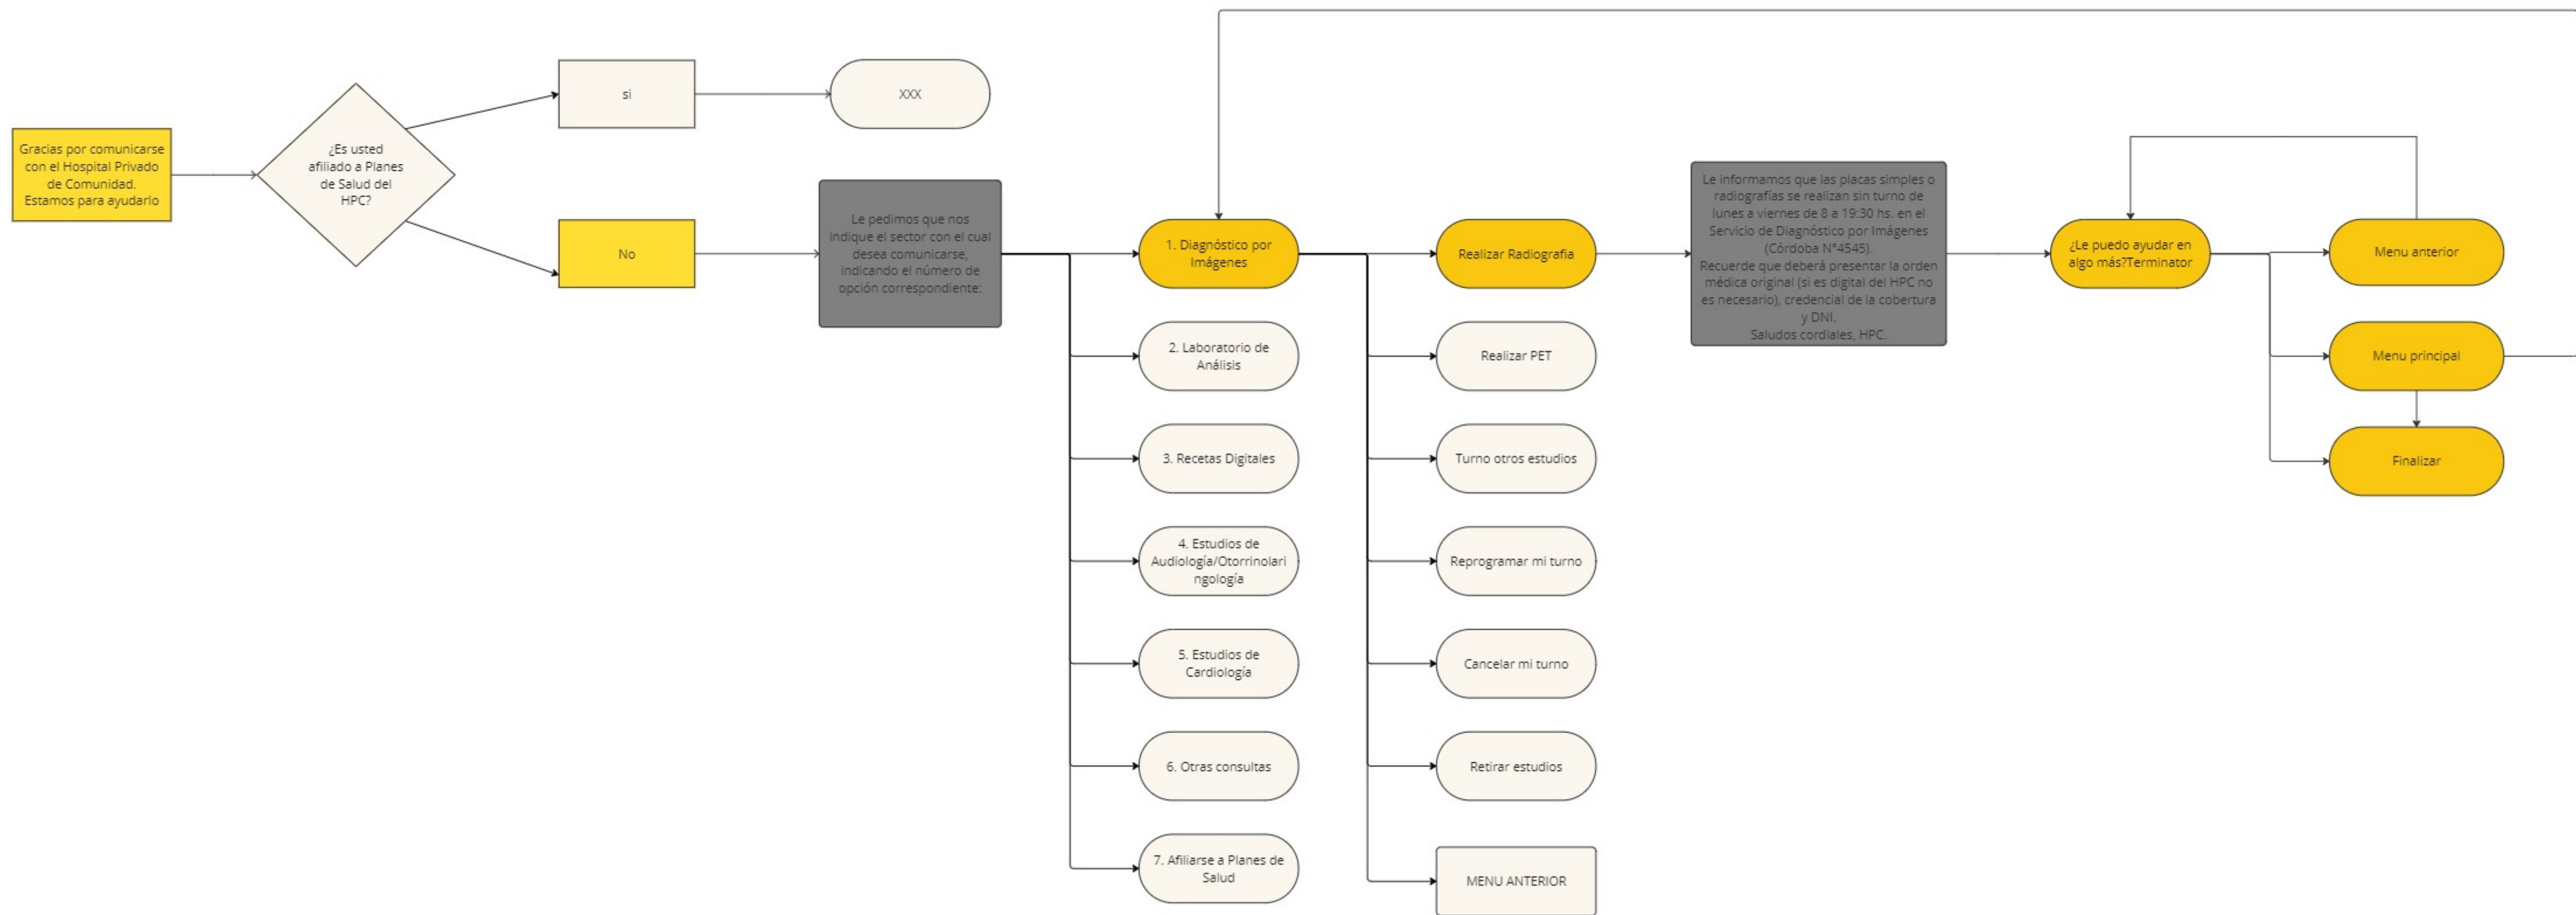 Gracias por comunicarse
con el Hospital Privado
de Comunidad.
Estamos para ayudarlo
¿Es usted
afiliado a Planes
de Salud del
HPC?
si
XXX
No
Le pedimos que nos
indique el sector con el cual
desea comunicarse,
indicando el número de
opción correspondiente:
1. Diagnóstico por
Imágenes
2. Laboratorio de
Análisis
3. Recetas Digitales
4. Estudios de
Audiología/Otorrinolari
ngología
5. Estudios de
Cardiología
6. Otras consultas
7. Afiliarse a Planes de
Salud
Realizar Radiografia
Realizar PET
Turno otros estudios
Reprogramar mi turno
Cancelar mi turno
Retirar estudios
MENU ANTERIOR
Le informamos que las placas simples o
radiografías se realizan sin turno de
lunes a viernes de 8 a 19:30 hs. en el
Servicio de Diagnóstico por Imágenes
(Córdoba N°4545).
Recuerde que deberá presentar la orden
médica original (si es digital del HPC no
es necesario), credencial de la cobertura
y DNI.
Saludos cordiales, HPC.
¿Le puedo ayudar en
algo más?Terminator
Menu anterior
Menu principal
Finalizar